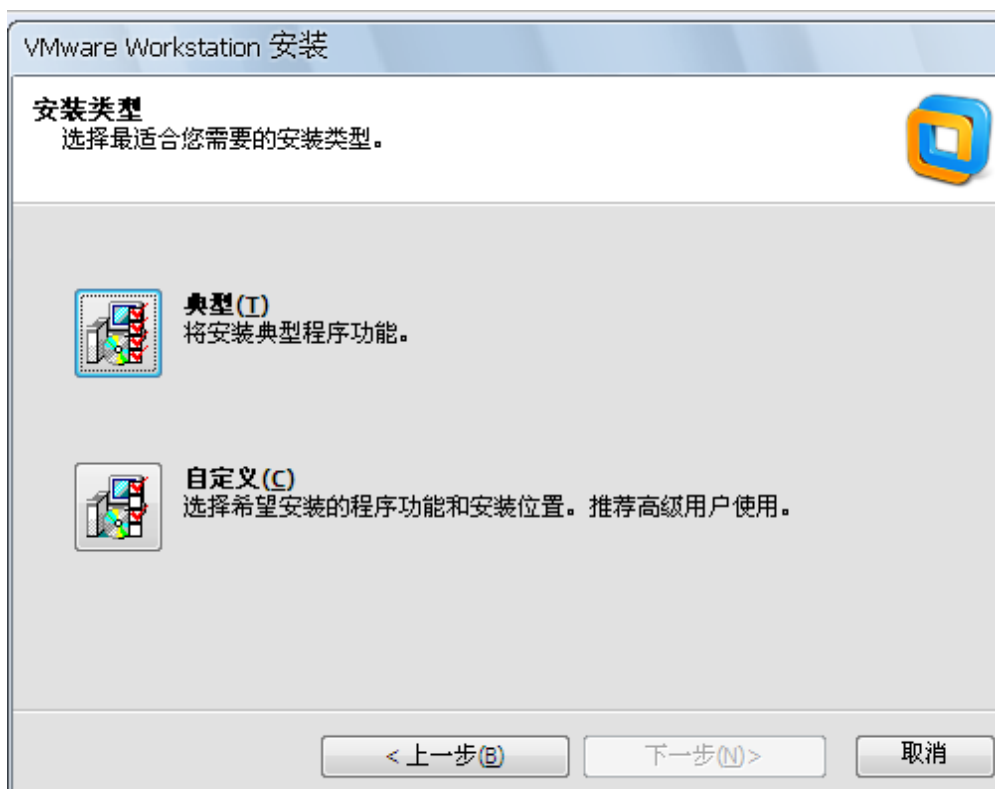 VMware Workstation 安装
安装类型
选择最适合您需要的安装类型。
典型(T)
将安装典型程序功能。
自定义(C)
选择希望安装的程序功能和安装位置。推荐高级用户使用。
<上一步(B)
下一步(N)>
取消